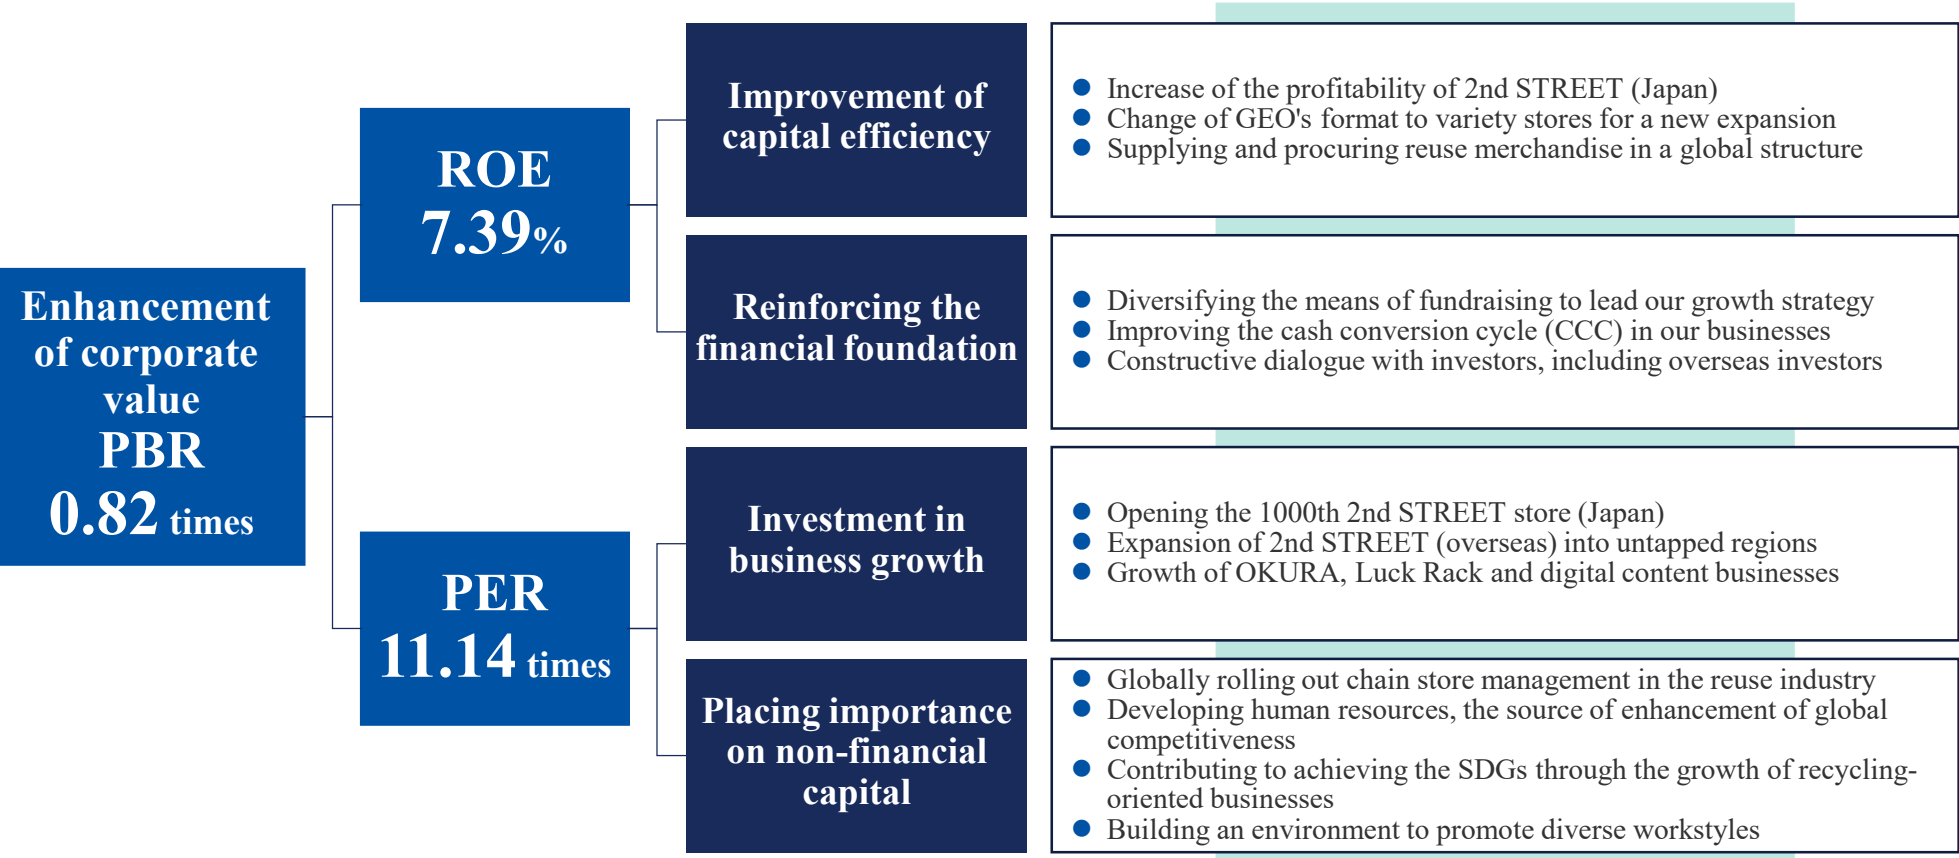 Enhancement
of corporate
value
PBR
0.82 times
ROE
7.39%
PER
11.14 times
Improvement of
capital efficiency
● Increase of the profitability of 2nd STREET (Japan)
● Change of GEO's format to variety stores for a new expansion
● Supplying and procuring reuse merchandise in a global structure
Reinforcing the
financial foundation
● Diversifying the means of fundraising to lead our growth strategy
● Improving the cash conversion cycle (CCC) in our businesses
● Constructive dialogue with investors, including overseas investors
Investment in
business growth
● Opening the 1000th 2nd STREET store (Japan)
● Expansion of 2nd STREET (overseas) into untapped regions
● Growth of OKURA, Luck Rack and digital content businesses
Placing importance
on non-financial
capital
● Globally rolling out chain store management in the reuse industry
● Developing human resources, the source of enhancement of global
competitiveness
● Contributing to achieving the SDGs through the growth of recycling-
oriented businesses
● Building an environment to promote diverse workstyles